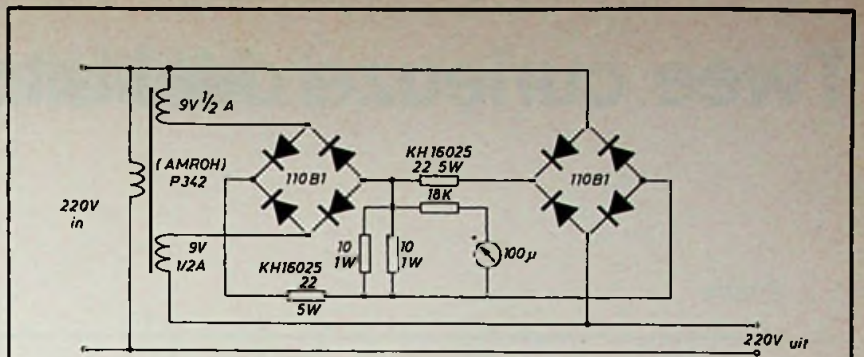 9V 1/2 A
(AMROH)
P342
220V
in
9V
1/2A
110B1
KH16025
22 5W
18K
10
1W
10
1W
100µ
KH16025
22
5W
110B1
220V uit